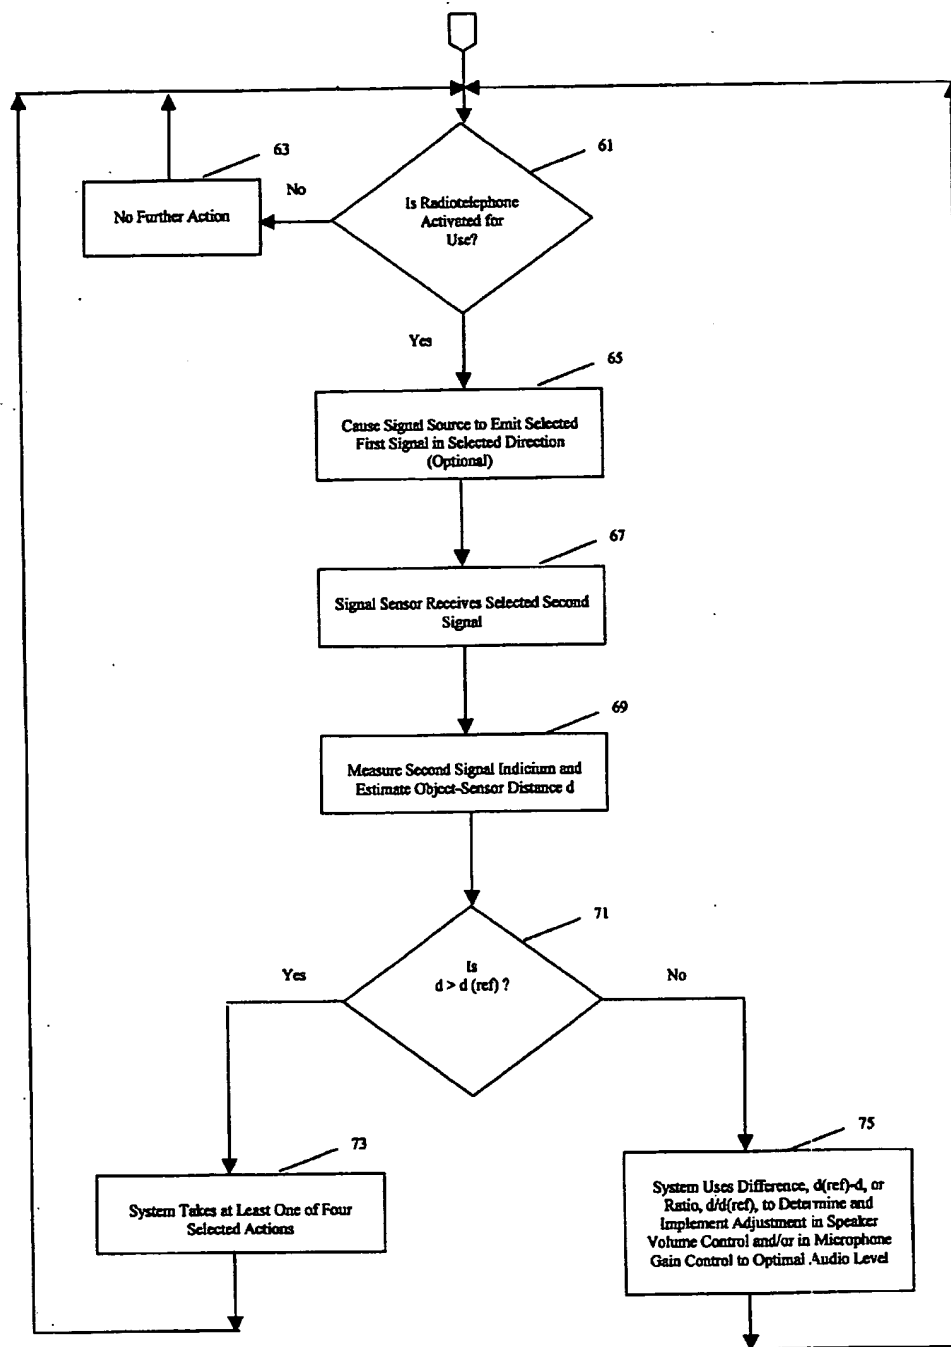 63
61
No
Is Radiotelephone
Activated for
Use?
No Further Action
Yes
65
Cause Signal Source to Emit Selected
First Signal in Selected Direction
(Optional)
67
Signal Sensor Receives Selected Second
Signal
69
Measure Second Signal Indicium and
Estimate Object-Sensor Distance d
71
Yes
Is
d > d (ref) ?
No
73
System Takes at Least One of Four
Selected Actions
75
System Uses Difference, d(ref)-d, or
Ratio, d/d(ref), to Determine and
Implement Adjustment in Speaker
Volume Control and/or in Microphone
Gain Control to Optimal Audio Level